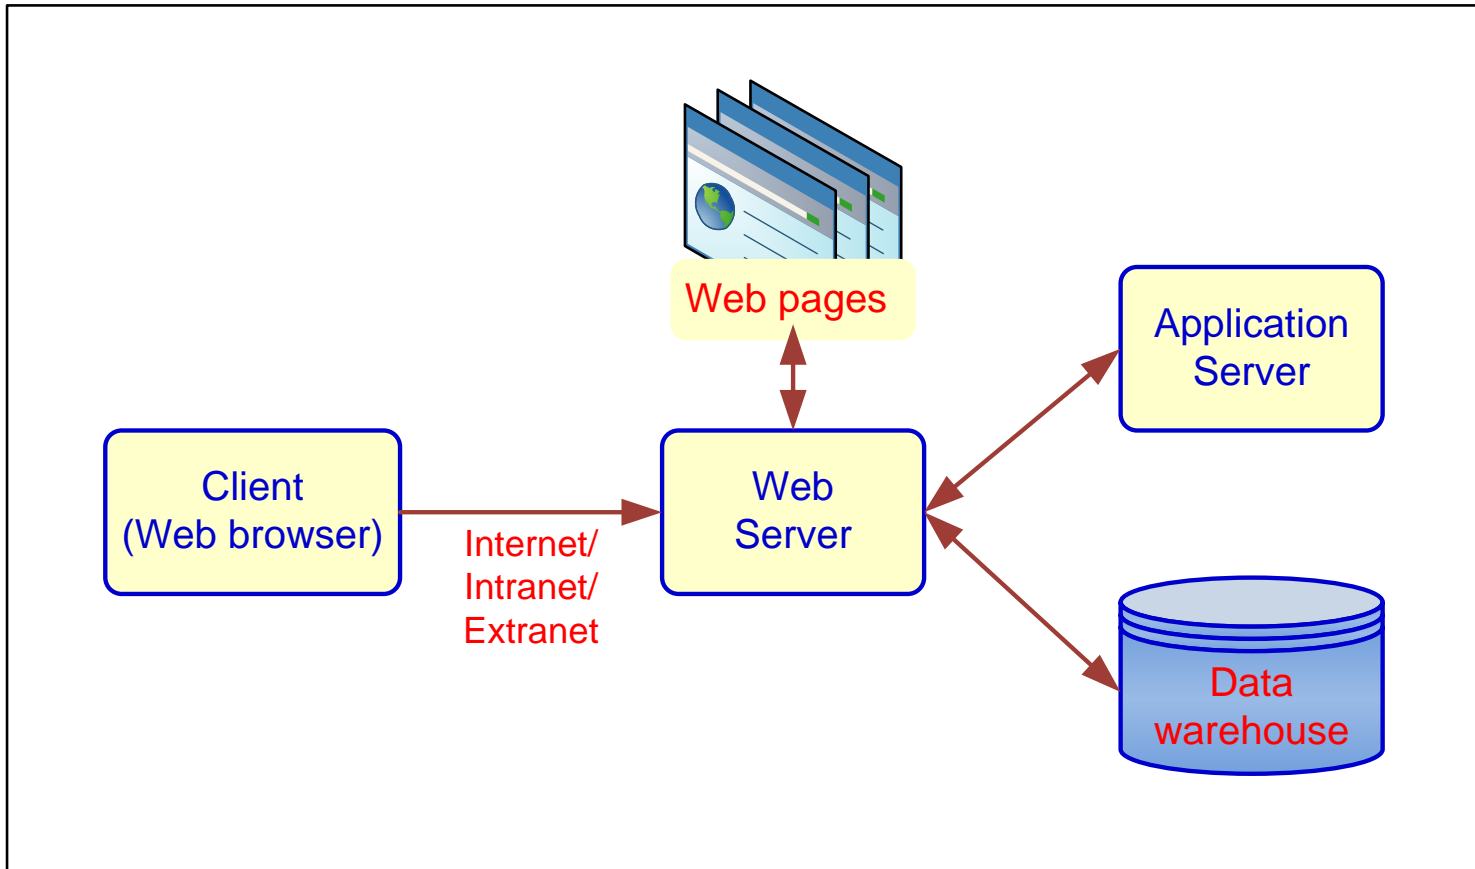 Web pages
Application
Server
Client
(Web browser)
Web
Server
Internet/
Intranet/
Extranet
Data
warehouse